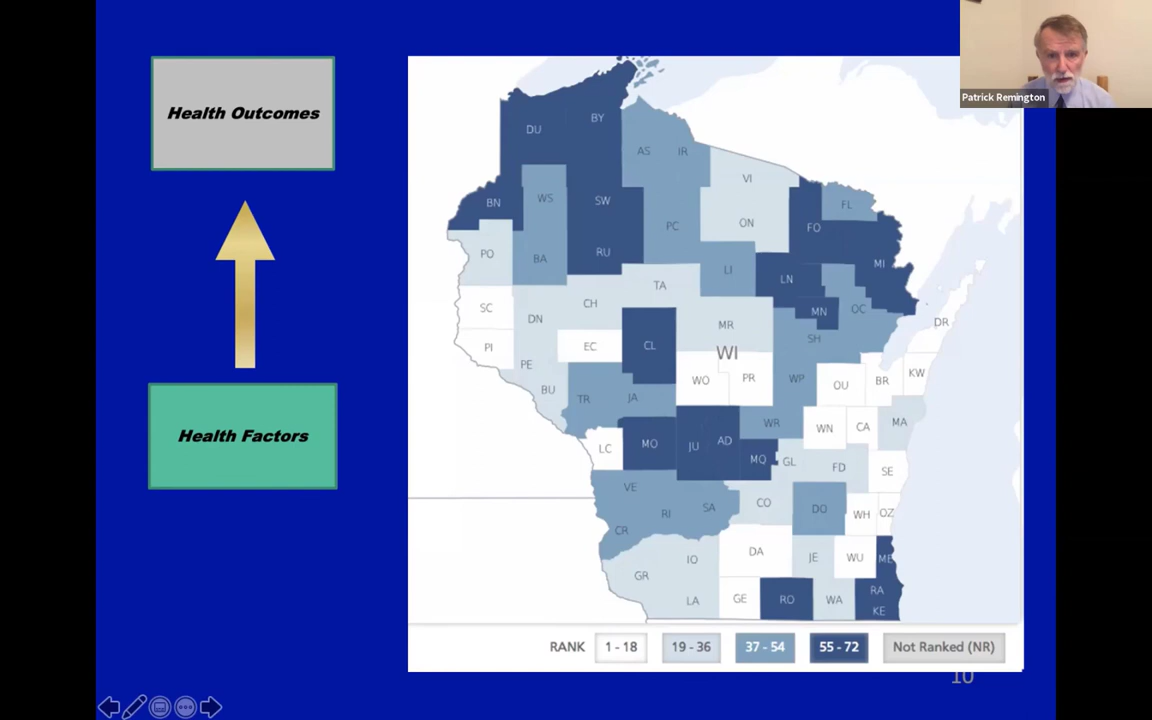 Health Outcomes
Health Factors
Patrick Remington
BY
DU
AS
IR
VI
BN
WS
SW
FL
ON
FO
PC
PO
RU
BA
MI
LI
LN
TA
SC
CH
OC
MN
DN
DR
MR
SH
PI
EC
CL
WI
PE
KW
WO
PR
WP
BR
OU
BU
TR
JA
MA
WR
WN
CA
LC
MO
JU
AD
MQ
GL
FD
SE
VE
CO
SA
DO
RI
WH
OZ
CR
DA
IO
JE
WU
GR
RA
LA
GE
RO
WA
KE
RANK 1 - 18 19 - 36 37 - 54 55 - 72 Not Ranked (NR)
10